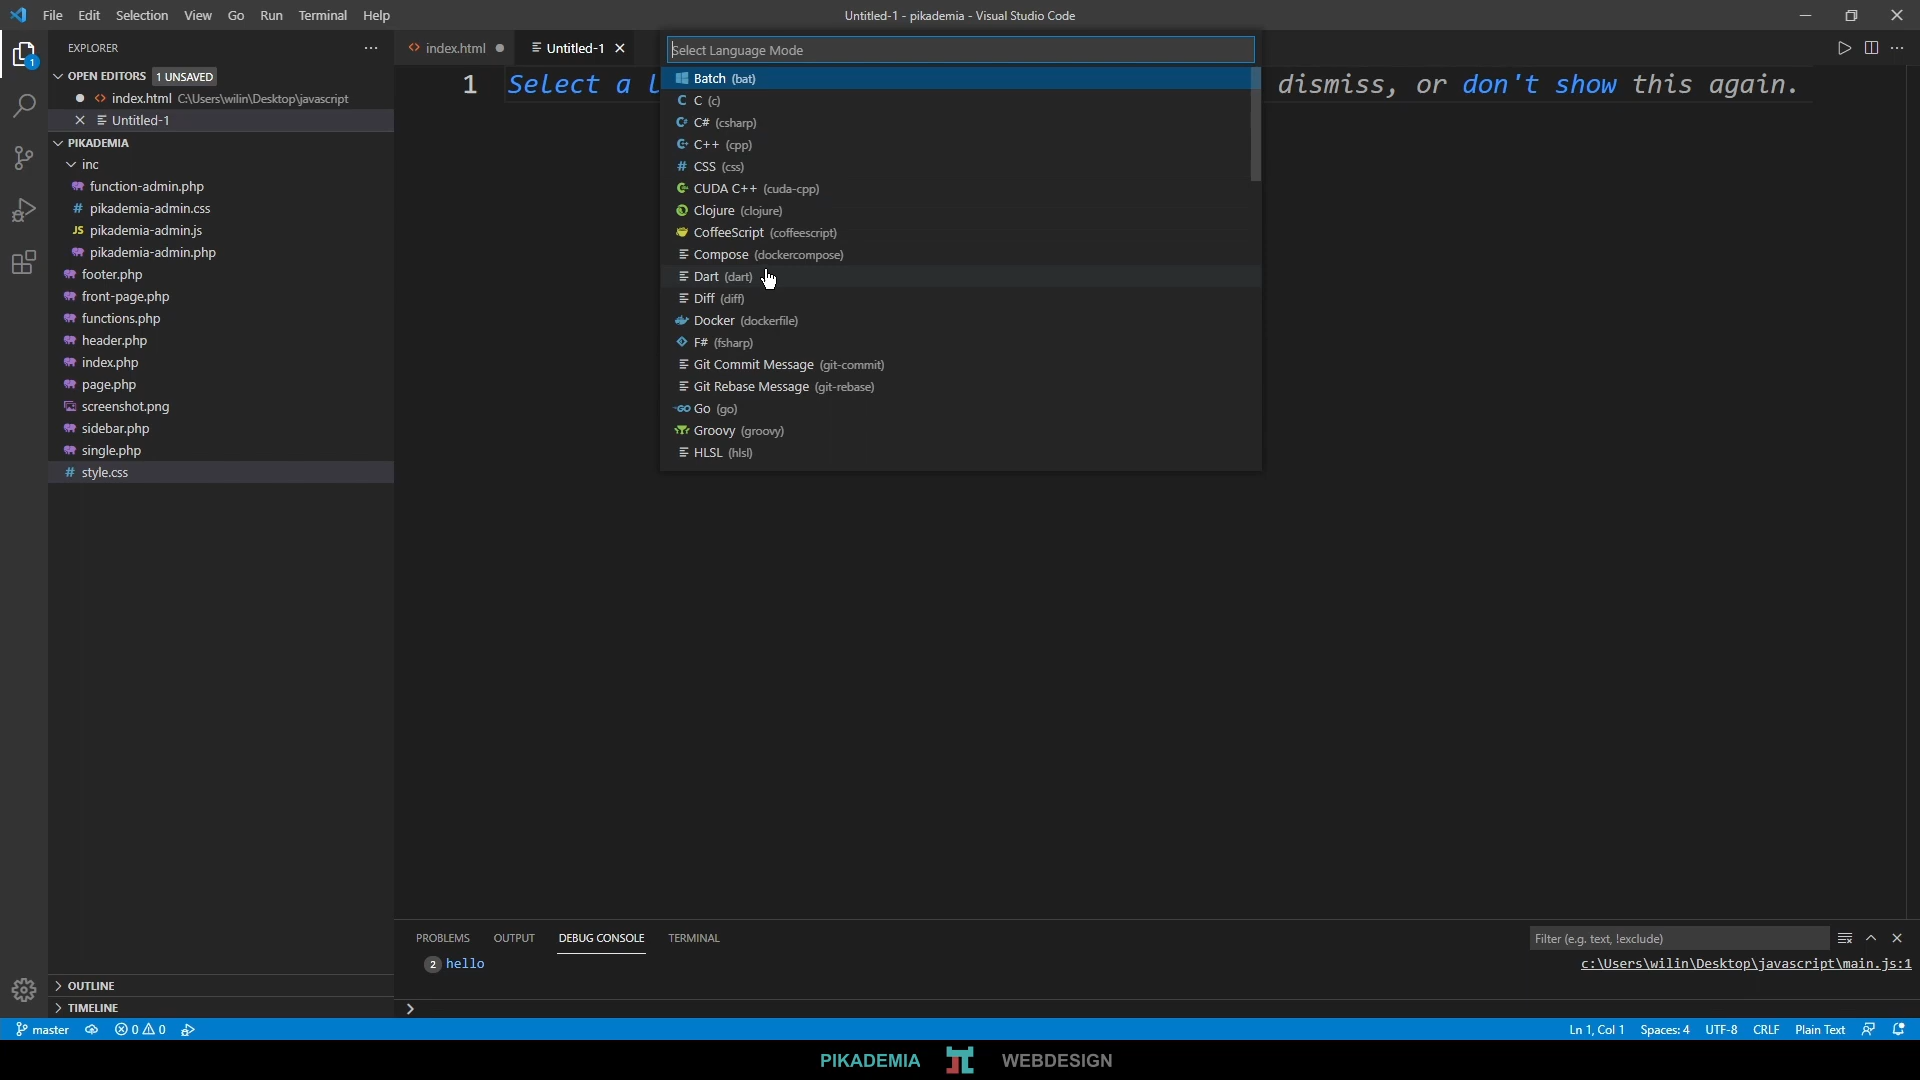 File Edit Selection View Go Run Terminal Help
Untitled-1 - pikademia - Visual Studio Code
EXPLORER
OPEN EDITORS 1 UNSAVED
index.html C:\Users\wilin\Desktop\javascript
Untitled-1
PIKADEMIA
inc
function-admin.php
pikademia-admin.css
pikademia-admin.js
pikademia-admin.php
footer.php
front-page.php
functions.php
header.php
index.php
page.php
screenshot.png
sidebar.php
single.php
style.css
OUTLINE
TIMELINE
index.html Untitled-1
1 Select a l dismiss, or don't show this again.
Select Language Mode
Batch (bat)
C (c)
C# (csharp)
C++ (cpp)
CSS (css)
CUDA C++ (cuda-cpp)
Clojure (clojure)
CoffeeScript (coffeescript)
Compose (dockercompose)
Dart (dart)
Diff (diff)
Docker (dockerfile)
F# (fsharp)
Git Commit Message (git-commit)
Git Rebase Message (git-rebase)
Go (go)
Groovy (groovy)
HLSL (hlsl)
PROBLEMS OUTPUT DEBUG CONSOLE TERMINAL
Filter (e.g. text, !exclude)
2 hello
c:\Users\wilin\Desktop\javascript\main.js:1
master 0 0
Ln 1, Col 1 Spaces: 4 UTF-8 CRLF Plain Text
PIKADEMIA WEBDESIGN